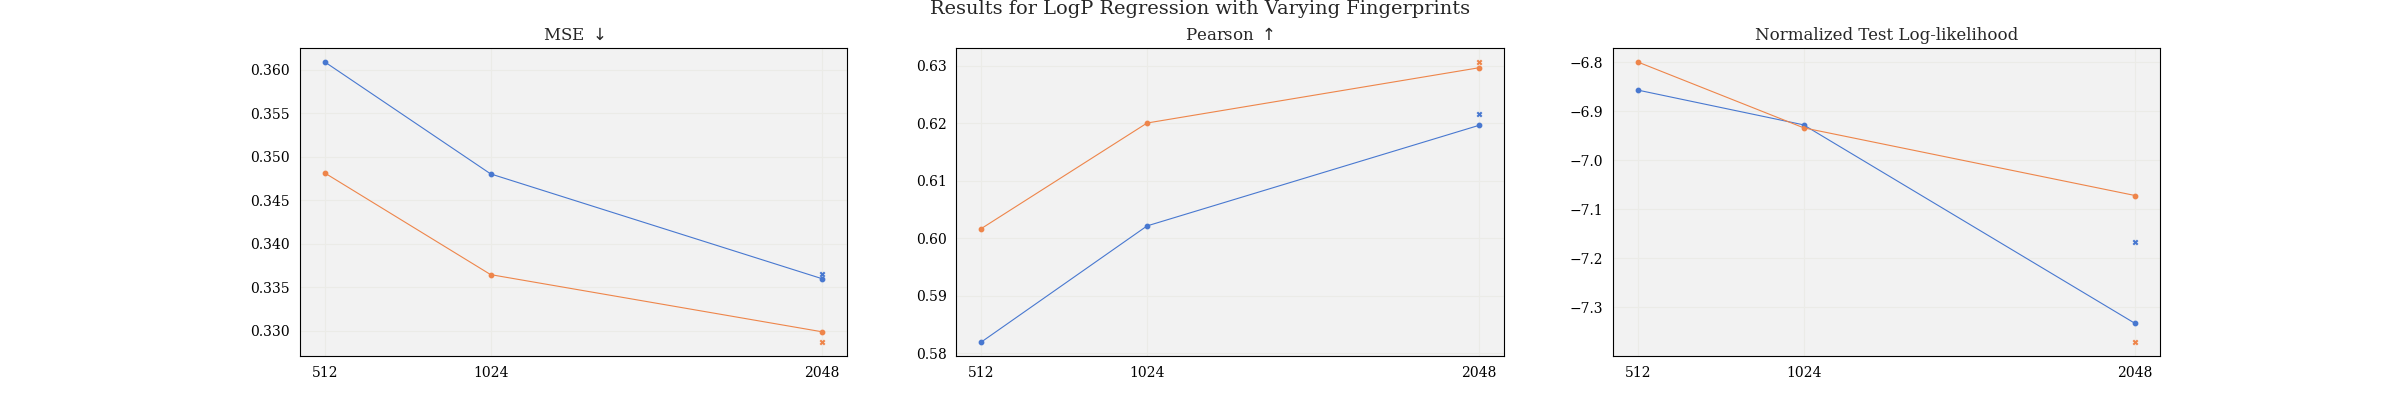 Results for LogP Regression with Varying Fingerprints
MSE ↓
0.360
0.355
0.350
0.345
0.340
0.335
0.330
512 1024 2048
Pearson ↑
0.63
0.62
0.61
0.60
0.59
0.58
512 1024 2048
Normalized Test Log-likelihood
−6.8
−6.9
−7.0
−7.1
−7.2
−7.3
512 1024 2048